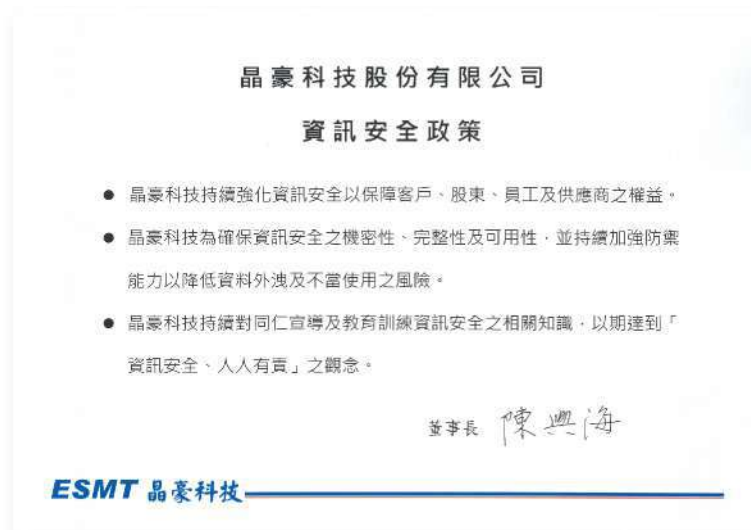 晶豪科技股份有限公司
資訊安全政策
● 晶豪科技持續強化資訊安全以保障客戶、股東、員工及供應商之權益。
● 晶豪科技為確保資訊安全之機密性、完整性及可用性,並持續加強防禦
能力以降低資料外洩及不當使用之風險。
● 晶豪科技持續對同仁宣導及教育訓練資訊安全之相關知識,以期達到「
資訊安全、人人有責」之觀念。
董事長 陳興海
ESMT 晶豪科技